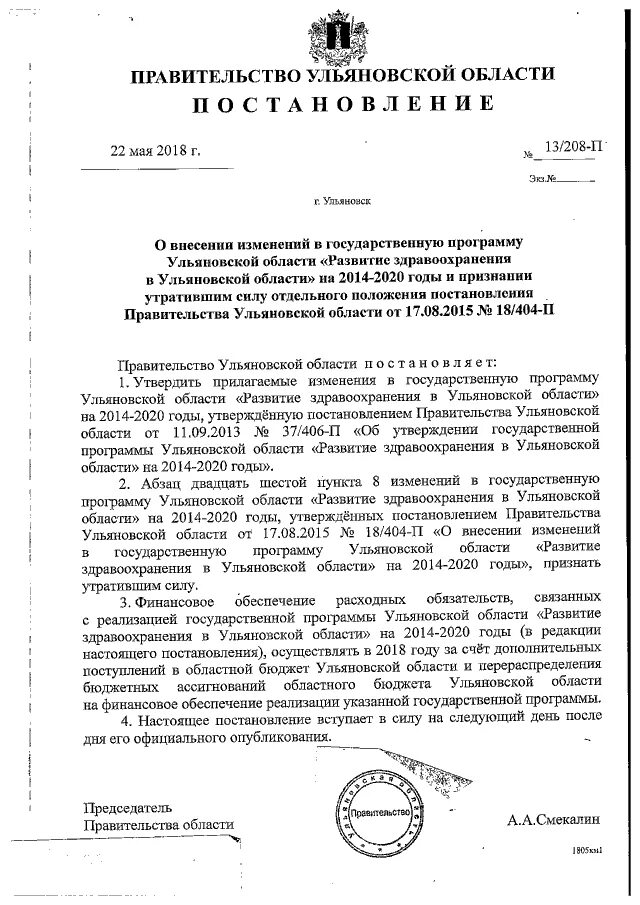 ПРАВИТЕЛЬСТВО УЛЬЯНОВСКОЙ ОБЛАСТИ
ПОСТАНОВЛЕНИЕ
22 мая 2018 г.
№ 13/208-П
Экз.№
г. Ульяновск
О внесении изменений в государственную программу
Ульяновской области «Развитие здравоохранения
в Ульяновской области» на 2014-2020 годы и признании
утратившим силу отдельного положения постановления
Правительства Ульяновской области от 17.08.2015 № 18/404-П
Правительство Ульяновской области постановляет:
1. Утвердить прилагаемые изменения в государственную программу
Ульяновской области «Развитие здравоохранения в Ульяновской области»
на 2014-2020 годы, утверждённую постановлением Правительства Ульяновской
области от 11.09.2013 № 37/406-П «Об утверждении государственной
программы Ульяновской области «Развитие здравоохранения в Ульяновской
области» на 2014-2020 годы».
2. Абзац двадцать шестой пункта 8 изменений в государственную
программу Ульяновской области «Развитие здравоохранения в Ульяновской
области» на 2014-2020 годы, утверждённых постановлением Правительства
Ульяновской области от 17.08.2015 № 18/404-П «О внесении изменений
в государственную программу Ульяновской области «Развитие
здравоохранения в Ульяновской области» на 2014-2020 годы», признать
утратившим силу.
3. Финансовое обеспечение расходных обязательств, связанных
с реализацией государственной программы Ульяновской области «Развитие
здравоохранения в Ульяновской области» на 2014-2020 годы (в редакции
настоящего постановления), осуществлять в 2018 году за счёт дополнительных
поступлений в областной бюджет Ульяновской области и перераспределения
бюджетных ассигнований областного бюджета Ульяновской области
на финансовое обеспечение реализации указанной государственной программы.
4. Настоящее постановление вступает в силу на следующий день после
дня его официального опубликования.
Председатель
Правительства области
Ульяновская область
Правительство
А.А.Смекалин
1805км1